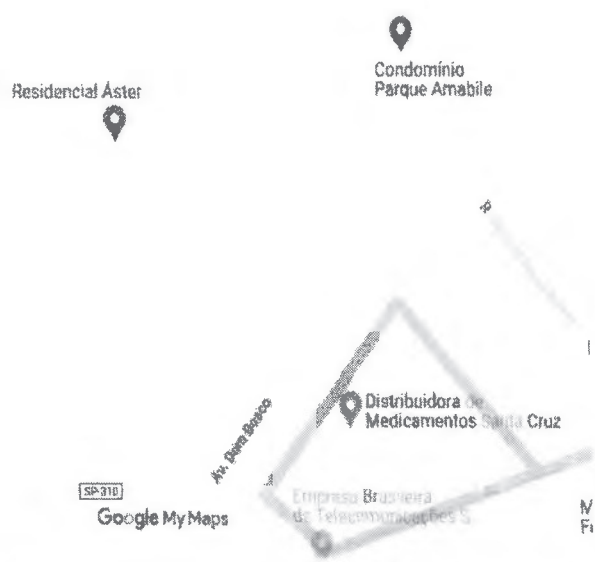 Condomínio
Parque Amabile
Residencial Áster
Distribuidora de
Medicamentos Santa Cruz
Av. Dom Bosco
SP-310
Google My Maps
Empresa Brasileira
de Telecomunicações S